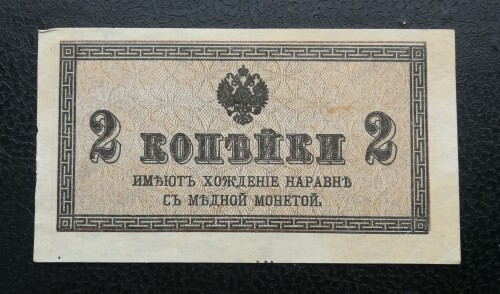 2 КОПѢЙКИ 2
ИМѢЮТЪ ХОЖДЕНІЕ НАРАВНѢ
СЪ МѢДНОЙ МОНЕТОЙ.